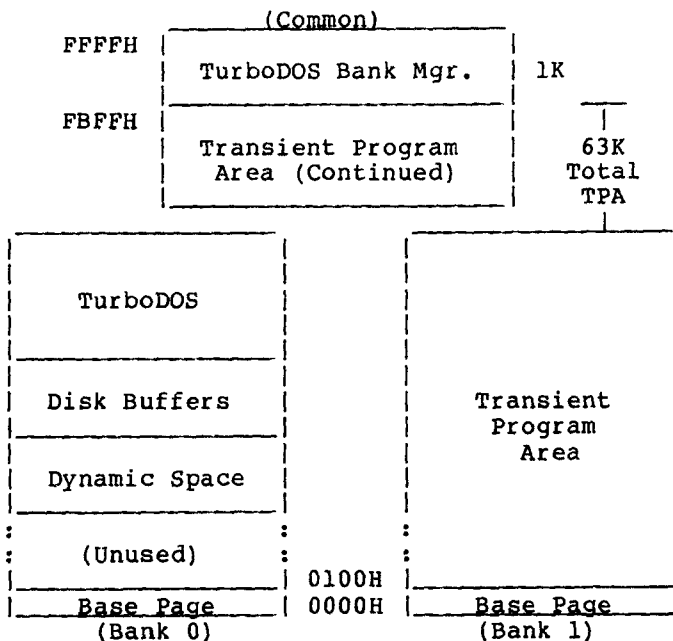 (Common)
FFFFH
TurboDOS Bank Mgr.
1K
FBFFH
Transient Program
Area (Continued)
63K
Total
TPA
TurboDOS
Disk Buffers
Dynamic Space
(Unused)
Base Page
(Bank 0)
0100H
0000H
Transient
Program
Area
Base Page
(Bank 1)